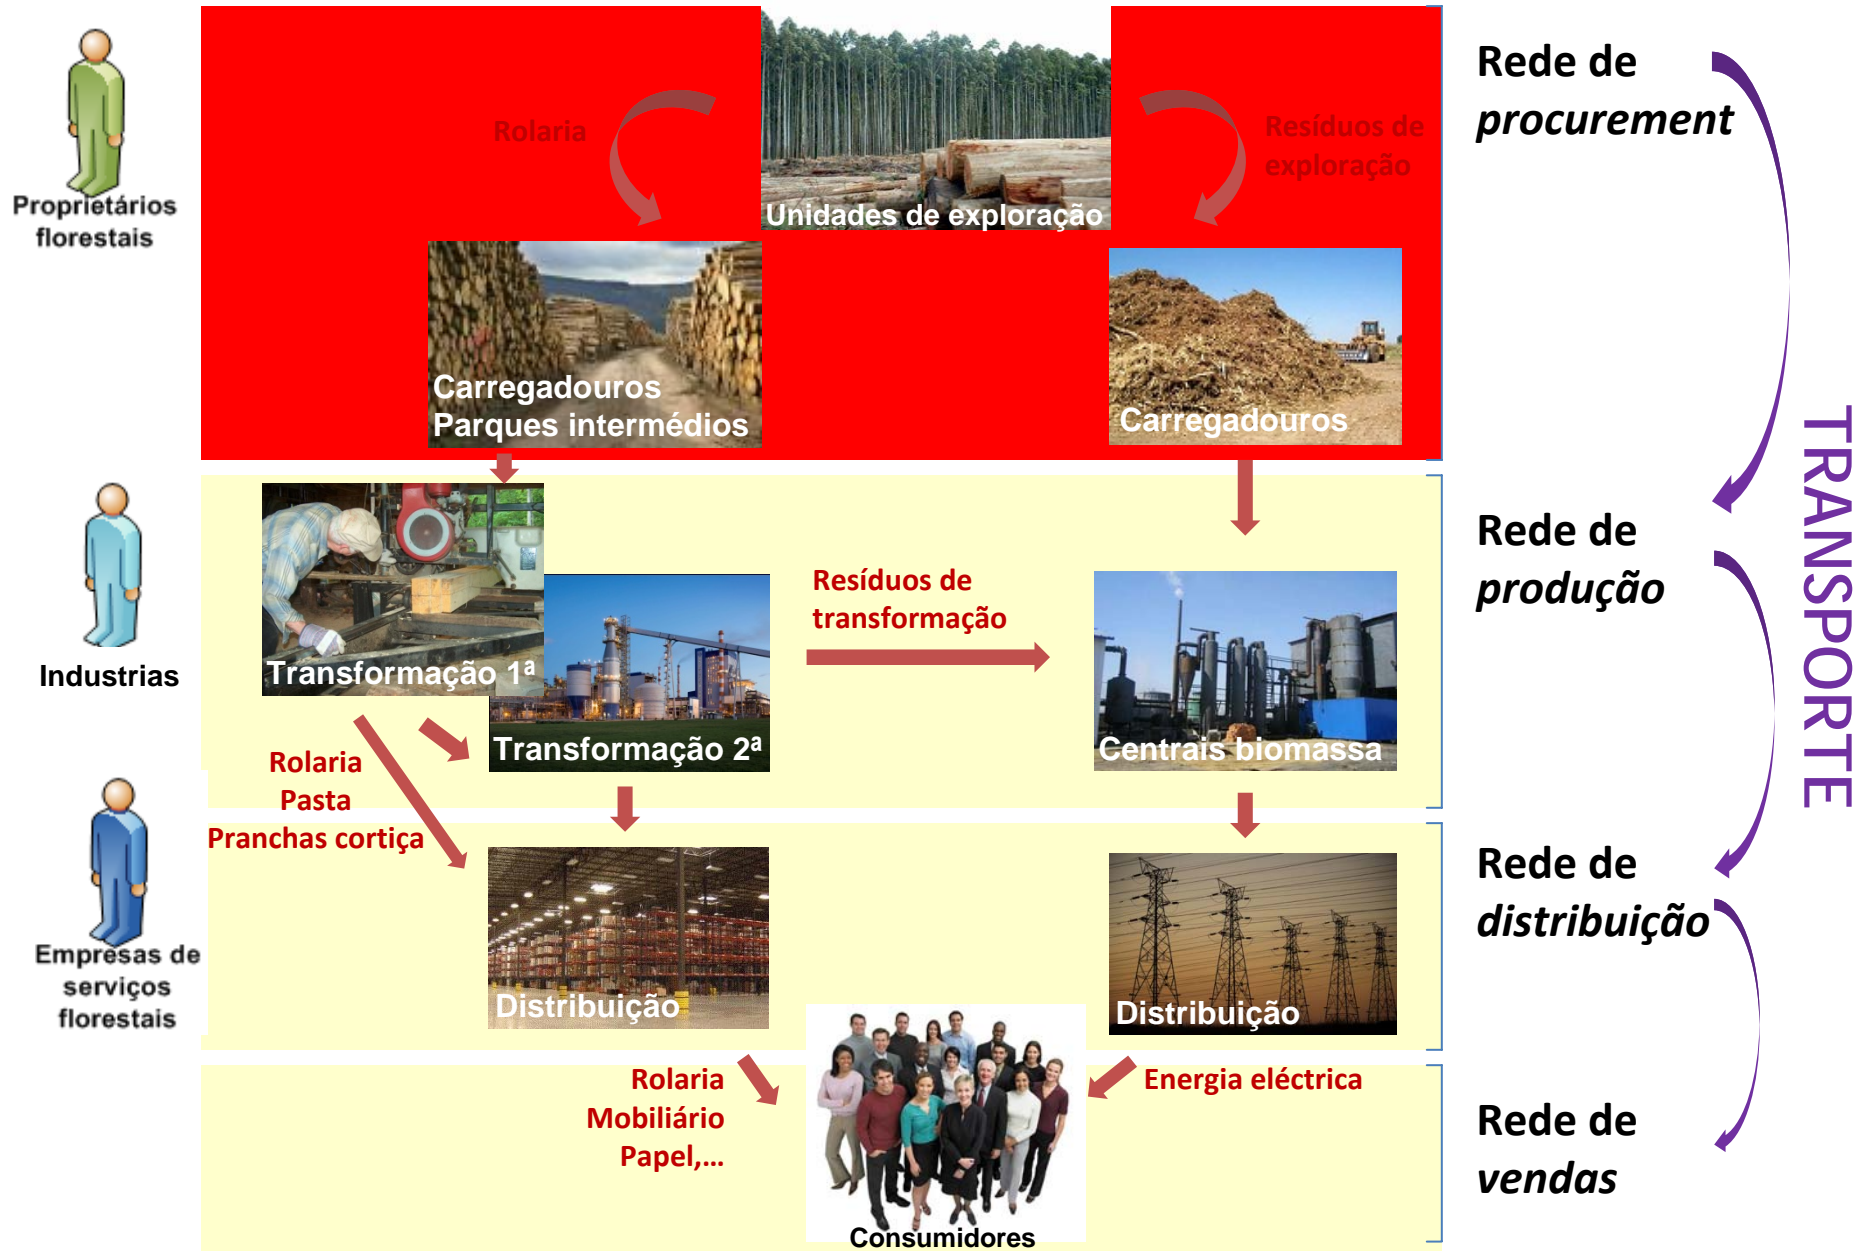 Proprietários
florestais
Rolaria
Resíduos de
exploração
Unidades de exploração
Carregadouros
Parques intermédios
Carregadouros
Rede de
procurement
Industrias
Transformação 1ª
Transformação 2ª
Resíduos de
transformação
Centrais biomassa
Rede de
produção
TRANSPORTE
Rolaria
Pasta
Pranchas cortiça
Empresas de
serviços
florestais
Distribuição
Distribuição
Rede de
distribuição
Rolaria
Mobiliário
Papel,...
Energia eléctrica
Consumidores
Rede de
vendas